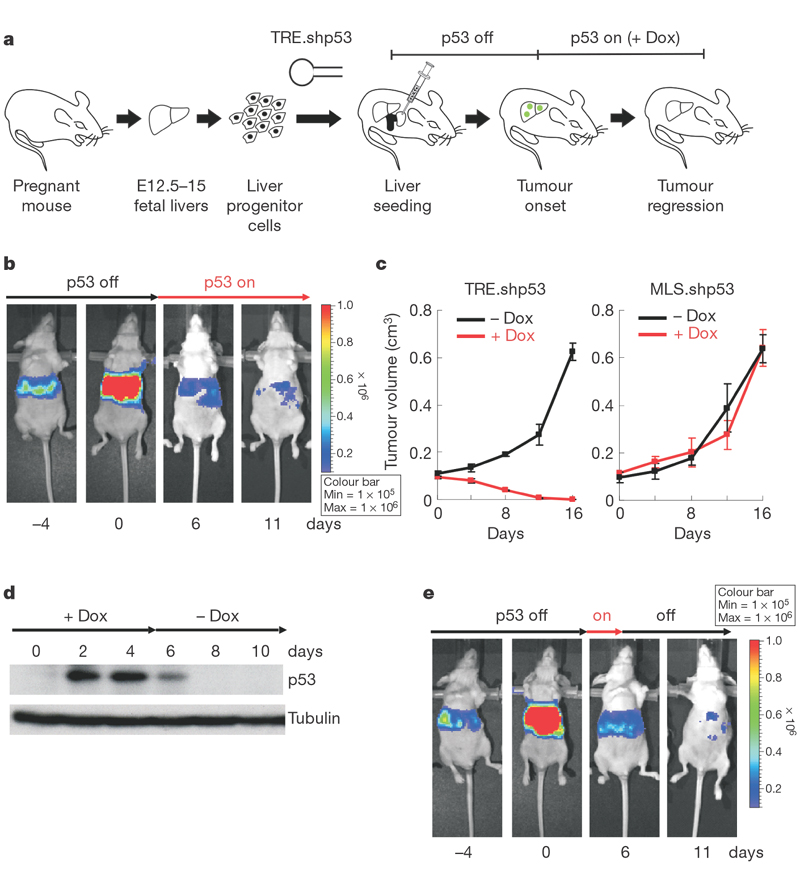 a
TRE.shp53
p53 off
p53 on (+ Dox)
Pregnant
mouse
E12.5–15
fetal livers
Liver
progenitor
cells
Liver
seeding
Tumour
onset
Tumour
regression
b
p53 off
p53 on
1.0
0.8
0.6
0.4
0.2
× 10⁶
Colour bar
Min = 1 × 10⁵
Max = 1 × 10⁶
–4 0 6 11 days
c
TRE.shp53
– Dox
+ Dox
Tumour volume (cm³)
0.8
0.6
0.4
0.2
0
0 8 16
Days
MLS.shp53
– Dox
+ Dox
0.8
0.6
0.4
0.2
0
0 8 16
Days
d
+ Dox – Dox
0 2 4 6 8 10 days
p53
Tubulin
e
p53 off on off
Colour bar
Min = 1 × 10⁵
Max = 1 × 10⁶
1.0
0.8
0.6
0.4
0.2
× 10⁶
–4 0 6 11 days